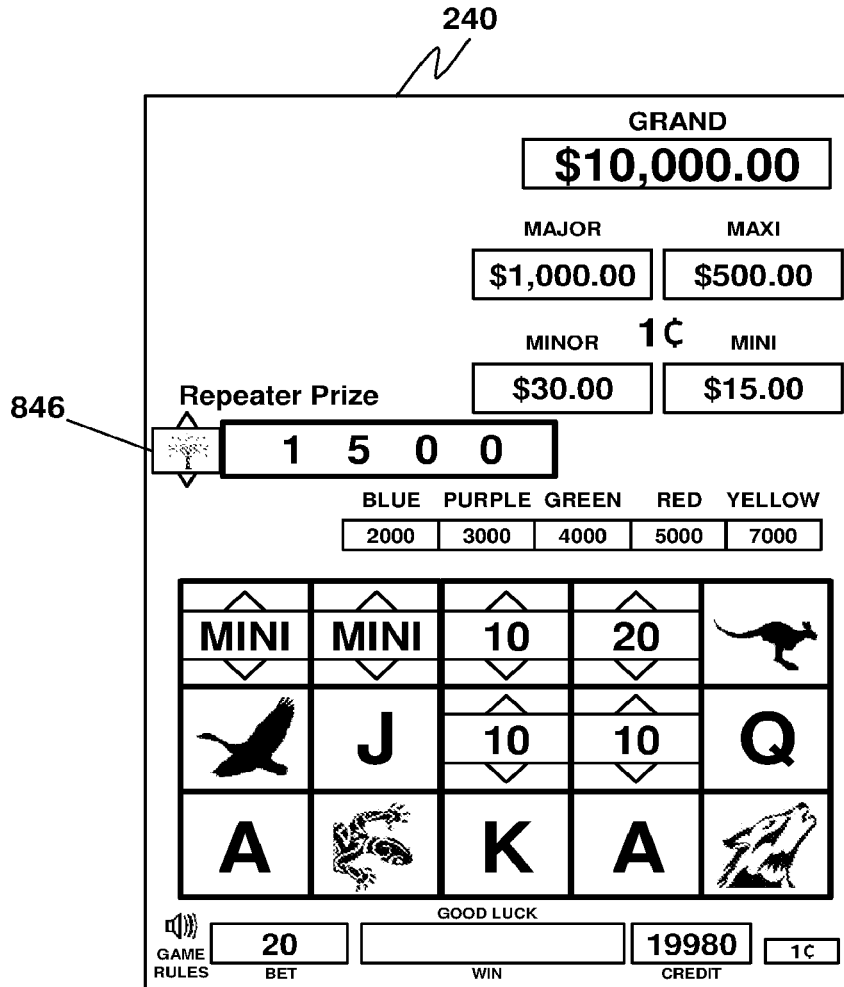 240
GRAND
$10,000.00
MAJOR MAXI
$1,000.00 $500.00
1¢
MINOR MINI
$30.00 $15.00
Repeater Prize
846
1 5 0 0
BLUE PURPLE GREEN RED YELLOW
2000 3000 4000 5000 7000
MINI MINI 10 20
J 10 10 Q
A K A
GOOD LUCK
20 19980 1¢
GAME RULES
BET WIN CREDIT